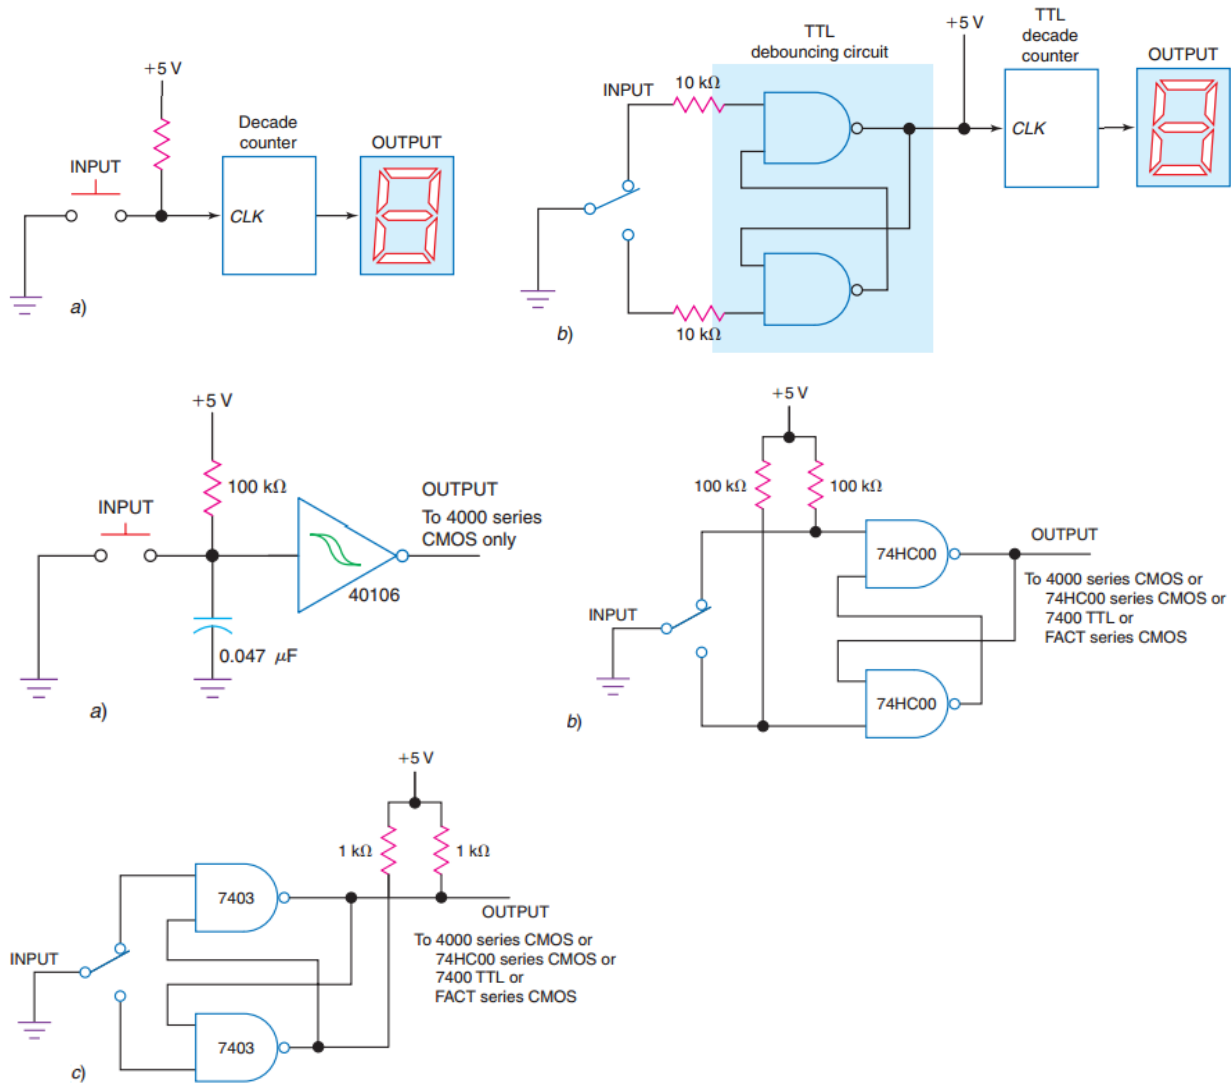 +5 V
INPUT
Decade
counter
OUTPUT
CLK
a)
TTL
debouncing circuit
+5 V
TTL
decade
counter
OUTPUT
INPUT
10 kΩ
CLK
10 kΩ
b)
+5 V
100 kΩ
INPUT
OUTPUT
To 4000 series
CMOS only
40106
0.047 μF
a)
+5 V
100 kΩ
100 kΩ
74HC00
OUTPUT
To 4000 series CMOS or
74HC00 series CMOS or
7400 TTL or
FACT series CMOS
INPUT
74HC00
b)
+5 V
1 kΩ
1 kΩ
7403
OUTPUT
To 4000 series CMOS or
74HC00 series CMOS or
7400 TTL or
FACT series CMOS
INPUT
7403
c)